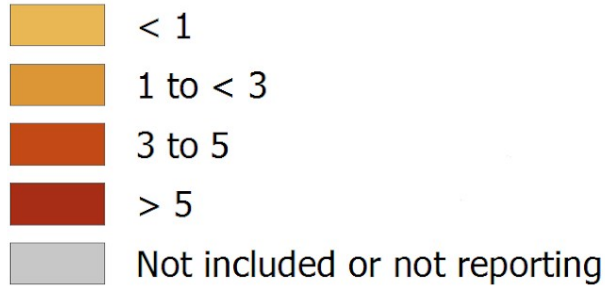 < 1
1 to < 3
3 to 5
> 5
Not included or not reporting